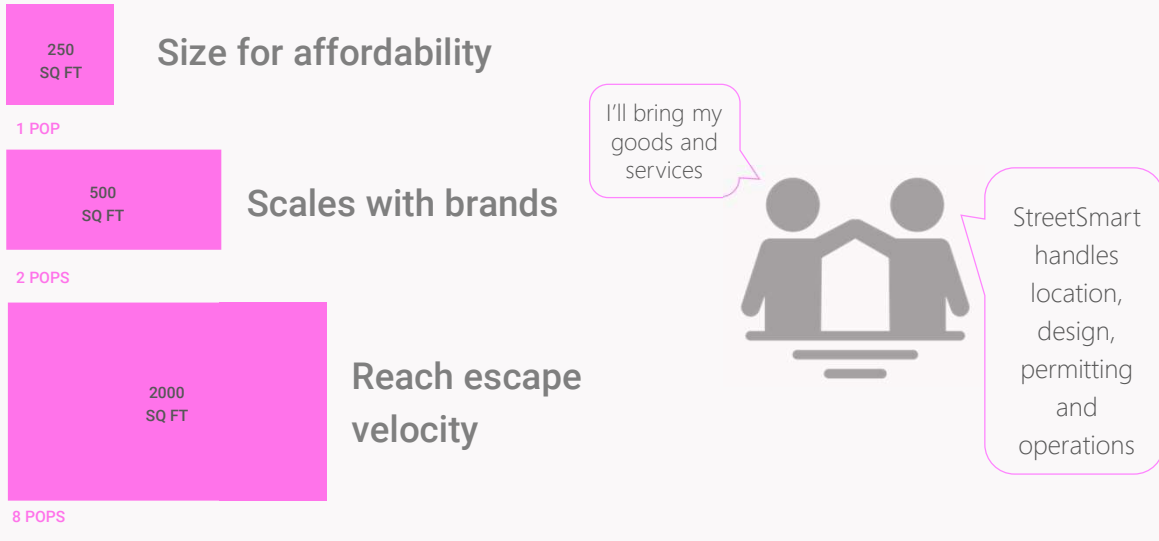 250
SQ FT
Size for affordability
1 POP
500
SQ FT
Scales with brands
2 POPS
2000
SQ FT
Reach escape
velocity
8 POPS
I'll bring my
goods and
services
StreetSmart
handles
location,
design,
permitting
and
operations